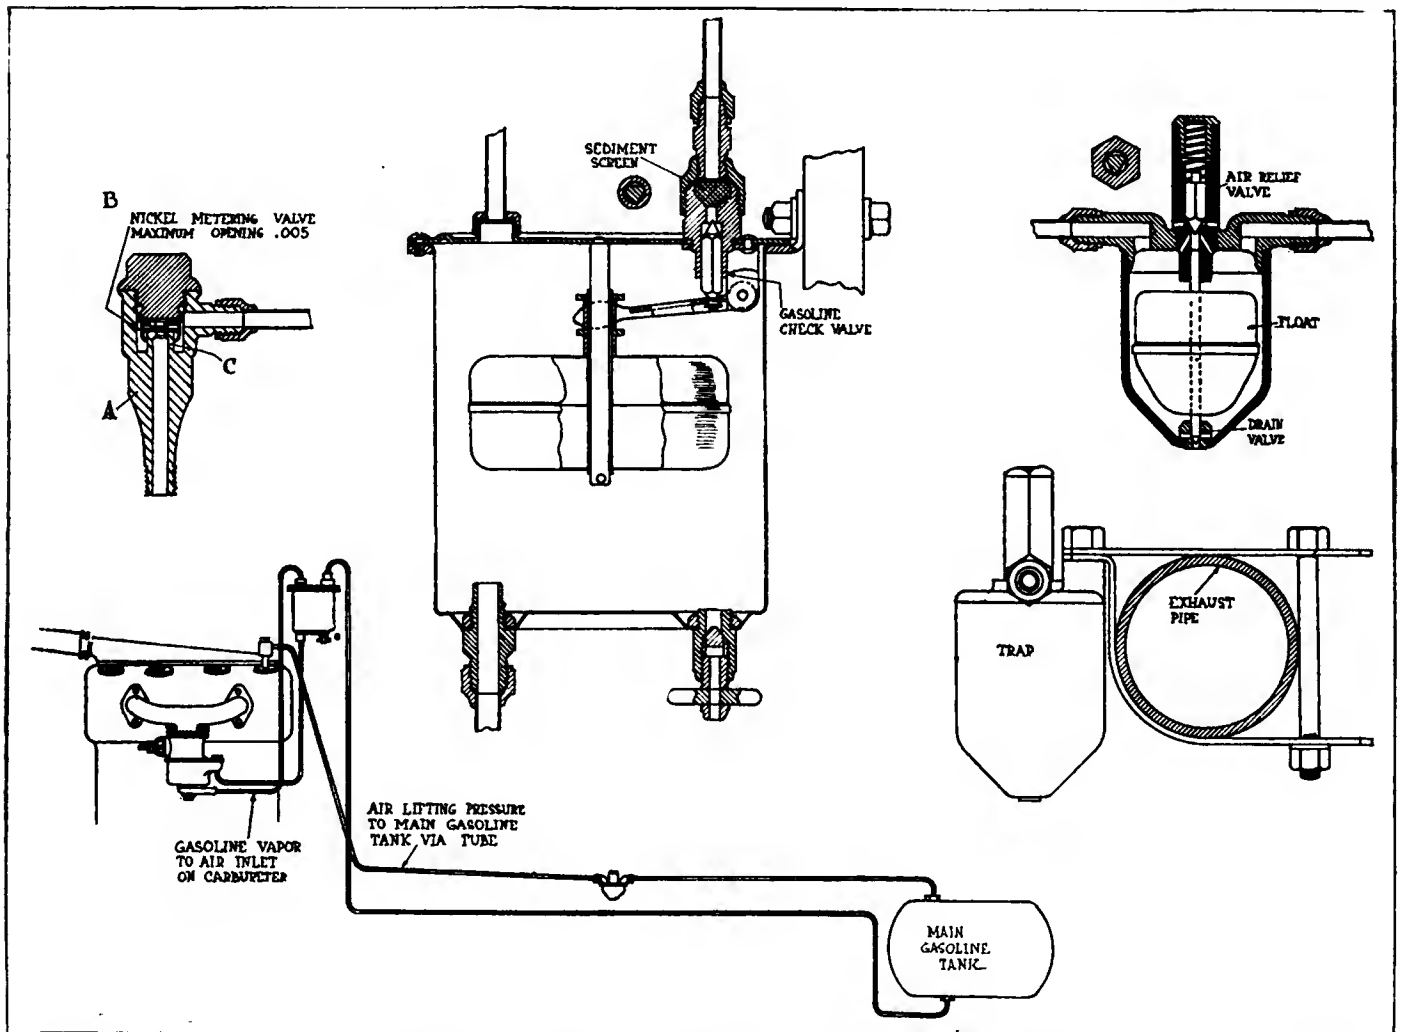 SEDIMENT
SCREEN
B
NICKEL METERING VALVE
MAXIMUM OPENING .005
C
A
GASOLINE
CHECK VALVE
AIR RELIEF
VALVE
FLOAT
DRAIN
VALVE
EXHAUST
PIPE
TRAP
AIR LIFTING PRESSURE
TO MAIN GASOLINE
TANK VIA TUBE
GASOLINE VAPOR
TO AIR INLET
ON CARBURETER
MAIN
GASOLINE
TANK